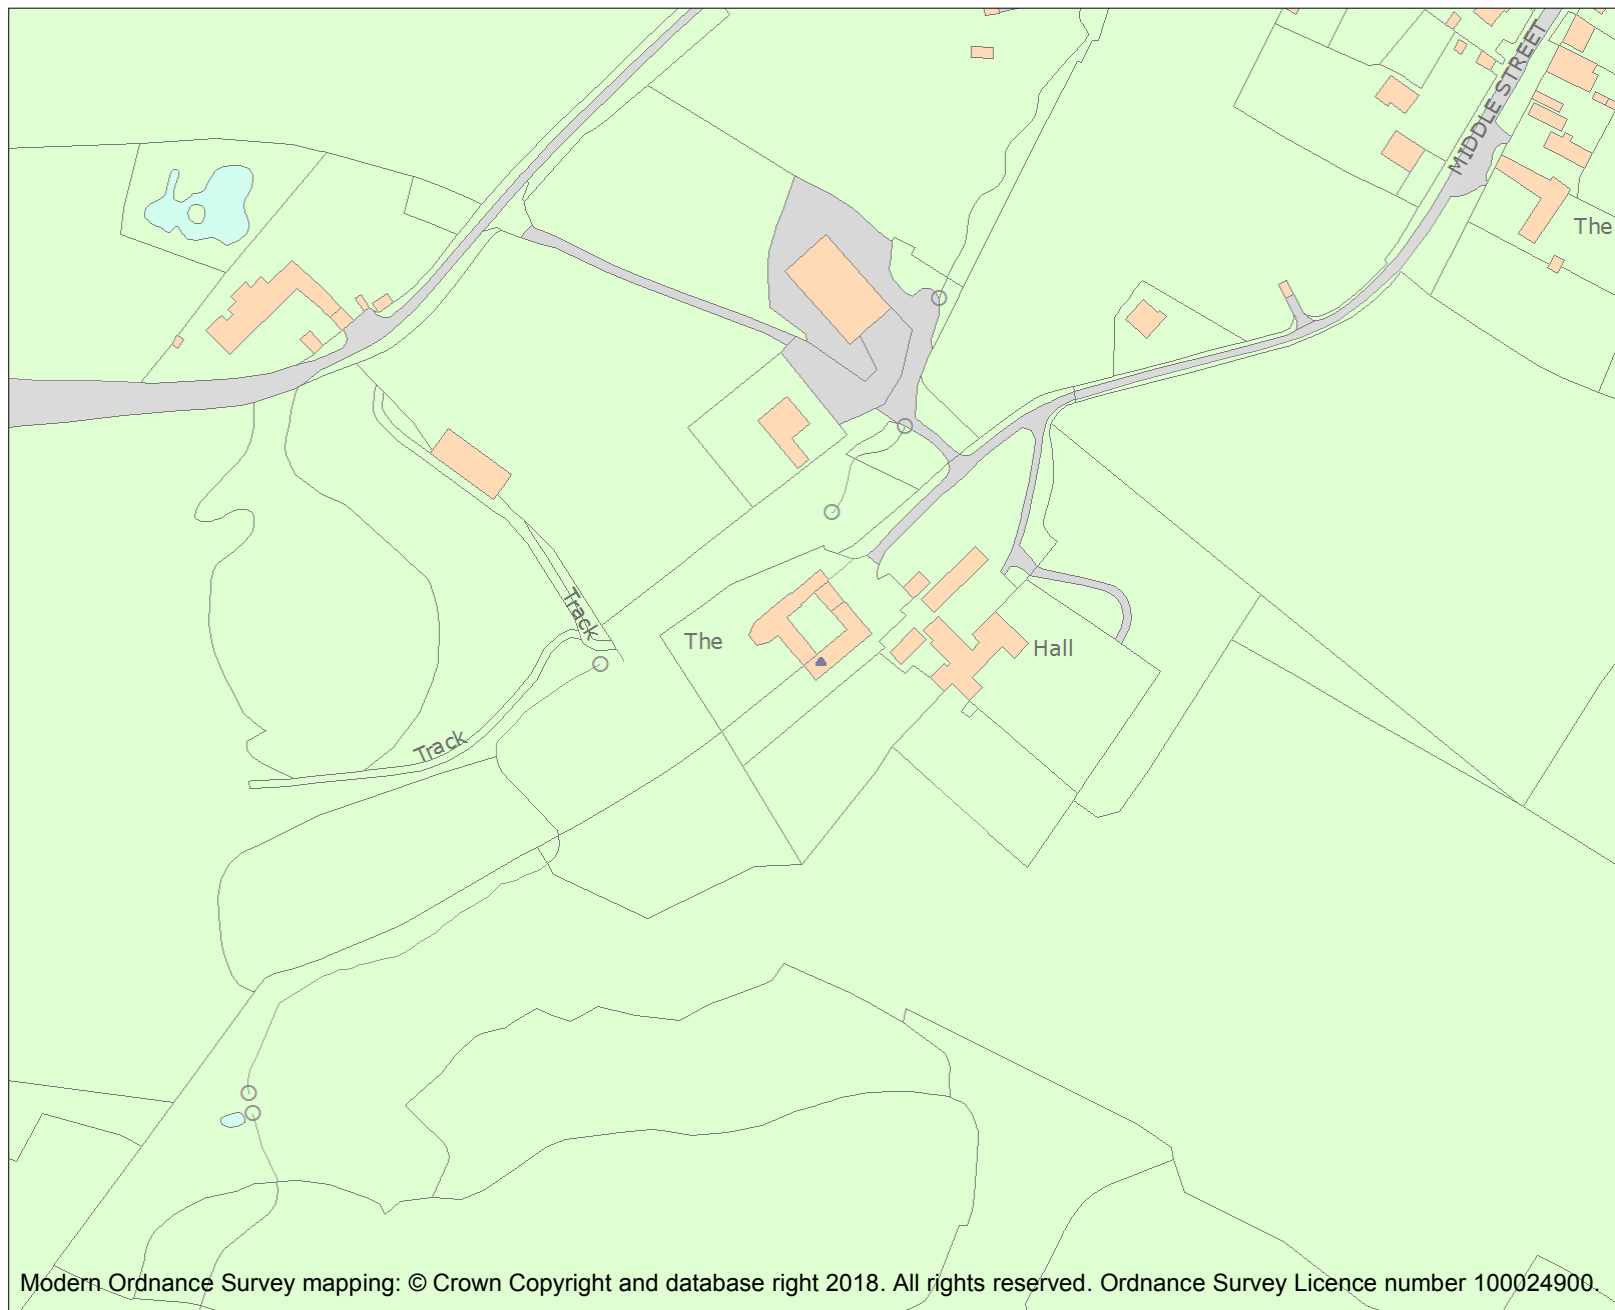 MIDDLE STREET
The
Track
The
Hall
Track
Modern Ordnance Survey mapping: © Crown Copyright and database right 2018. All rights reserved. Ordnance Survey Licence number 100024900.